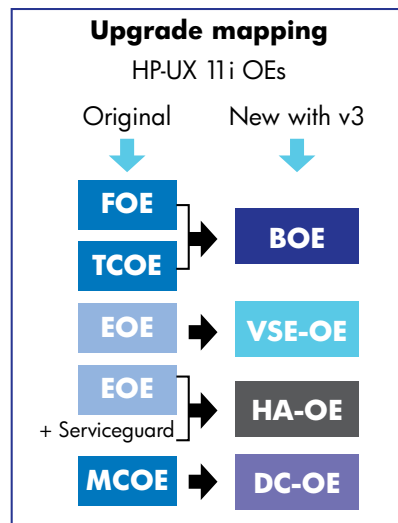 Upgrade mapping
HP-UX 11i OEs
Original New with v3
FOE
TCOE
BOE
EOE VSE-OE
EOE
+ Serviceguard
HA-OE
MCOE DC-OE